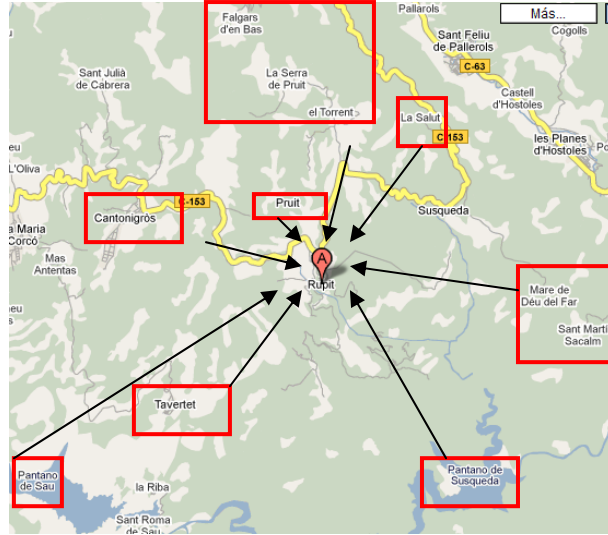 Falgars
d'en Bas
Pallarols
Más...
Cogolls
Sant Feliu
de Pallerols
C-63
Sant Julià
de Cabrera
La Serra
de Pruit
el Torrent
La Salut
Castell
d'Hostoles
C-153
les Planes
d'Hostoles
L'Oliva
C-153
Pruit
Cantonigròs
Susqueda
a Maria
Corcó
Mas
Antentas
A
Rupit
Mare de
Déu del Far
Sant Martí
Sacalm
Tavertet
Pantano
de Sau
la Riba
Pantano de
Susqueda
Sant Roma
de Sau